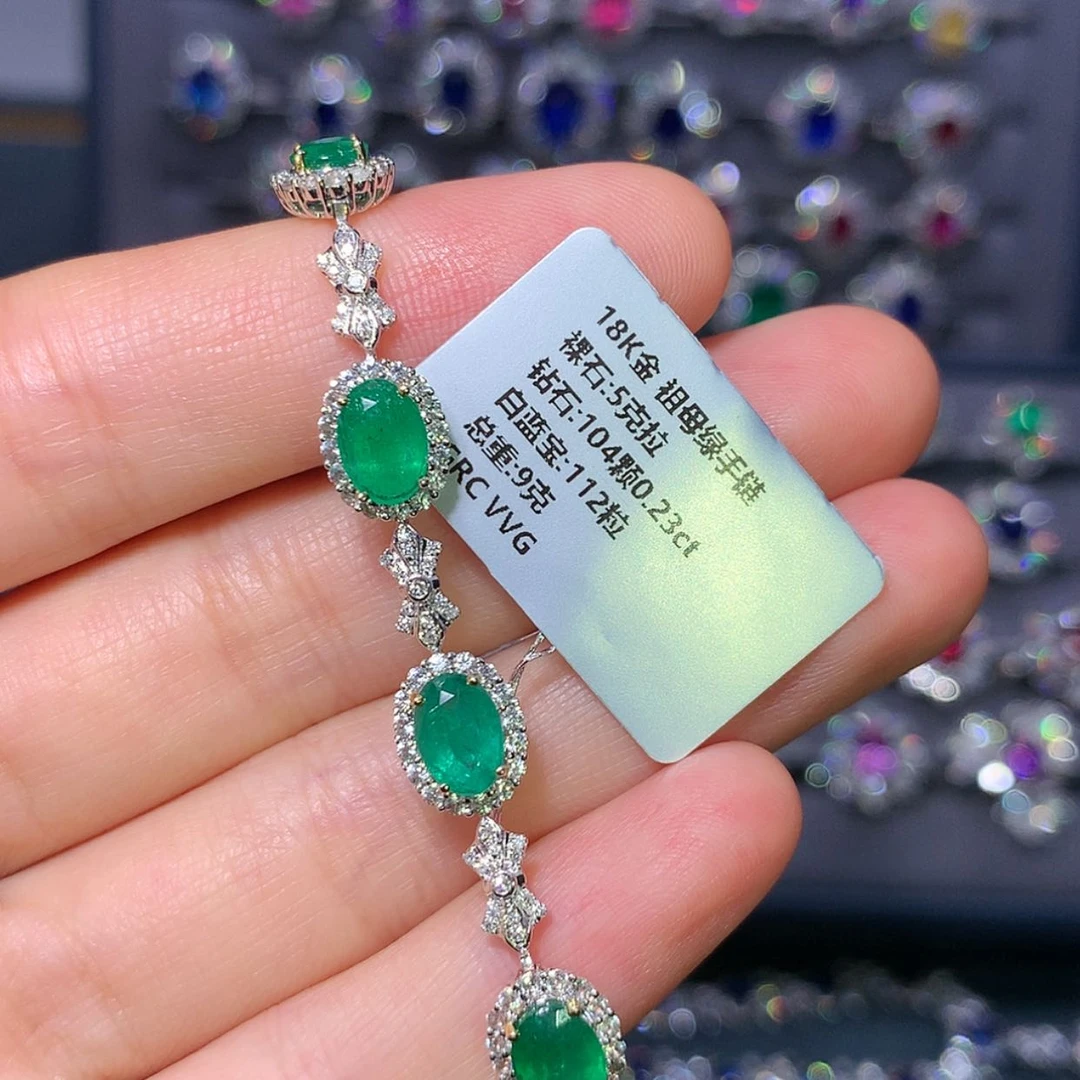 18K金 祖母绿手链
裸石:5克拉
钻石:104颗0.23ct
白蓝宝:112粒
总重:9克
GRC VVG